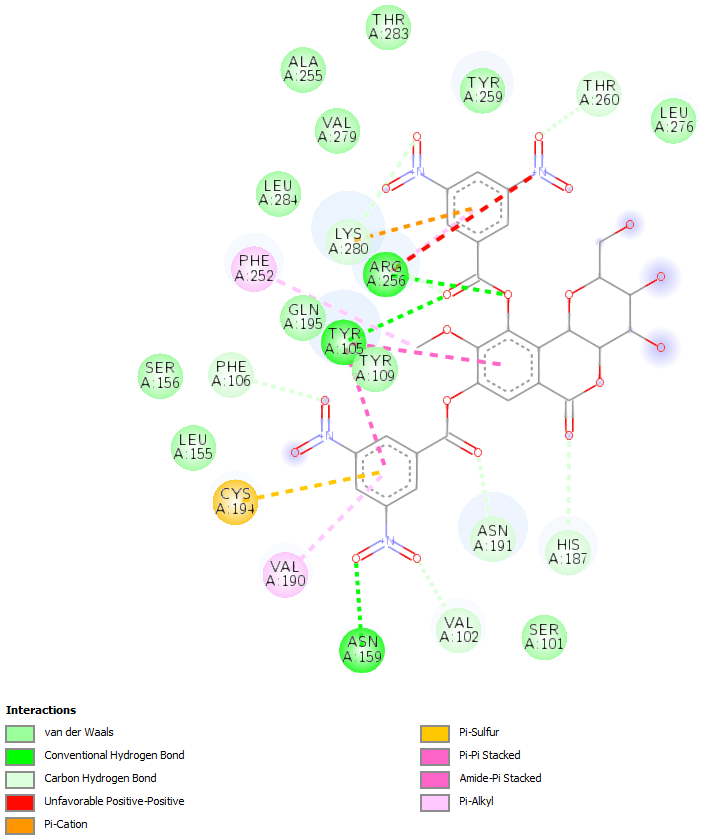 THR
A:283
ALA
A:255
TYR
A:259
THR
A:260
LEU
A:276
VAL
A:279
LEU
A:284
LYS
A:280
PHE
A:252
ARG
A:256
GLN
A:195
TYR
A:105
TYR
A:109
SER
A:156
PHE
A:106
LEU
A:155
CYS
A:194
ASN
A:191
HIS
A:187
VAL
A:190
VAL
A:102
SER
A:101
ASN
A:159
O O
N+ N+
O O O O
O O O
O O O
O O
O O
N+ O O
O
N+
O O
Interactions
van der Waals
Conventional Hydrogen Bond
Carbon Hydrogen Bond
Unfavorable Positive-Positive
Pi-Cation
Pi-Sulfur
Pi-Pi Stacked
Amide-Pi Stacked
Pi-Alkyl